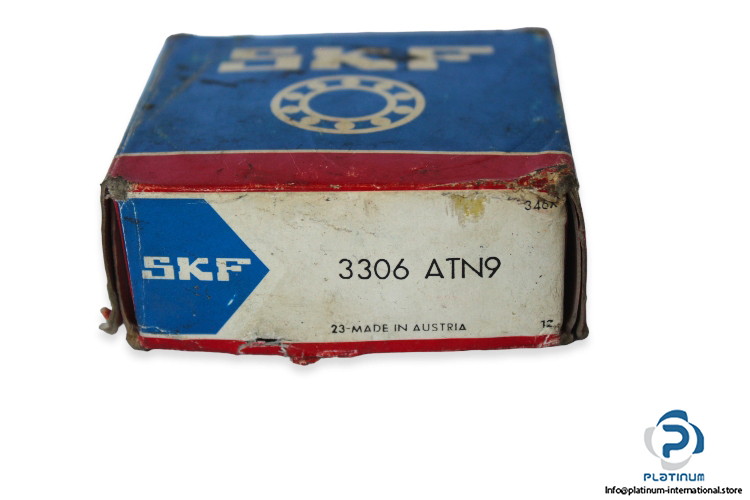 SKF
SKF
3306 ATN9
23-MADE IN AUSTRIA
PLATINUM
Info@platinum-international.store